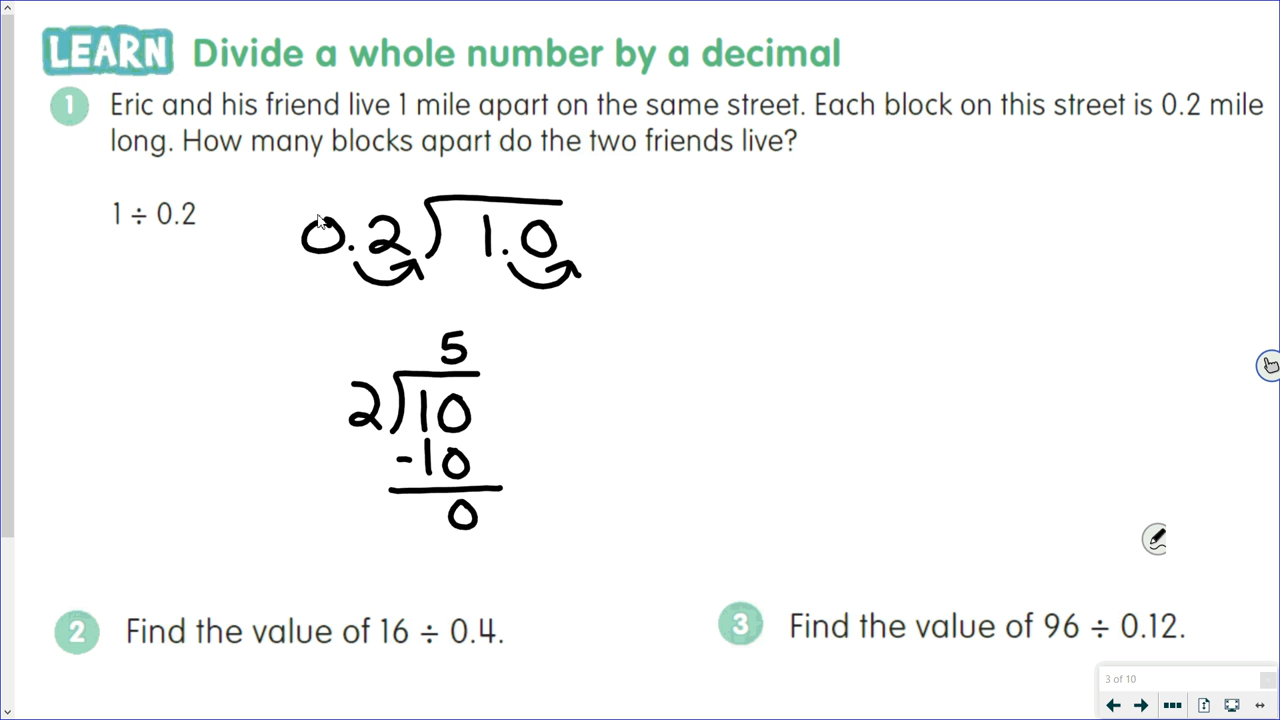 LEARN Divide a whole number by a decimal
1 Eric and his friend live 1 mile apart on the same street. Each block on this street is 0.2 mile
long. How many blocks apart do the two friends live?
1 ÷ 0.2
0.2 ) 1.0
5
2 ) 10
-10
0
2 Find the value of 16 ÷ 0.4.
3 Find the value of 96 ÷ 0.12.
3 of 10